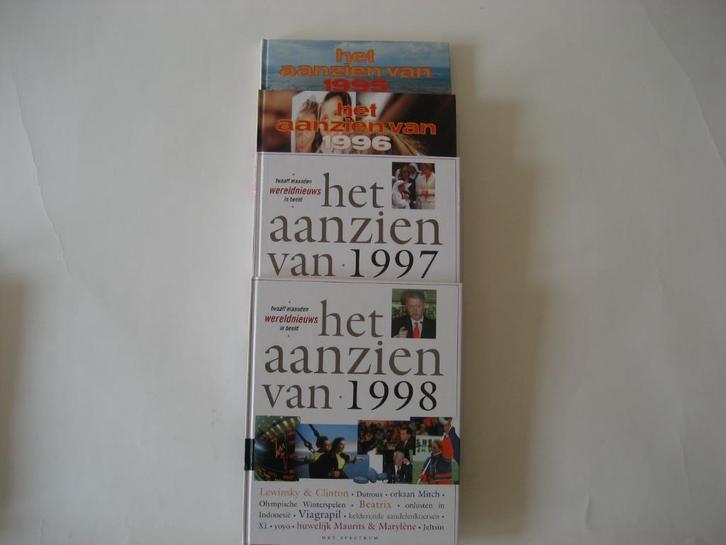 het
aanzien van
1995
het
aanzien van
1996
twaalf maanden
wereldnieuws
in beeld
het
aanzien
van · 1997
twaalf maanden
wereldnieuws
in beeld
het
aanzien
van · 1998
Lewinsky & Clinton • Dutroux • orkaan Mitch •
Olympische Winterspelen • Beatrix • onlusten in
Indonesië • Viagrapil • kelderende aandelenkoersen •
X1 • yoyo • huwelijk Maurits & Marylène • Jeltsin
HET SPECTRUM